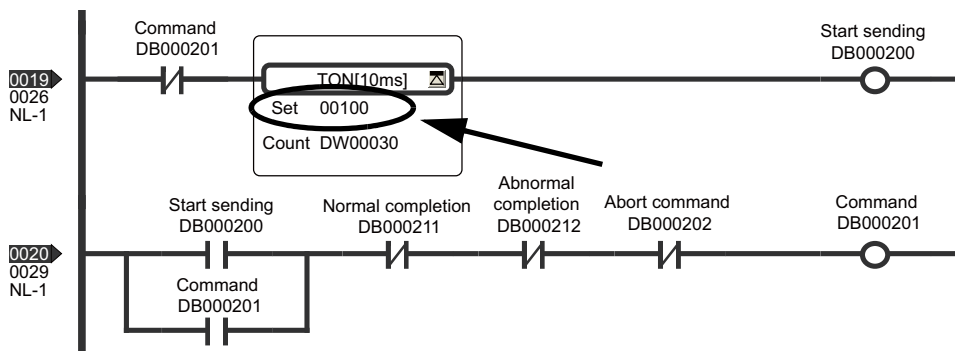 Command
DB000201
Start sending
DB000200
0019
0026
NL-1
TON[10ms]
Set 00100
Count DW00030
Start sending
DB000200
Normal completion
DB000211
Abnormal
completion
DB000212
Abort command
DB000202
Command
DB000201
0020
0029
NL-1
Command
DB000201